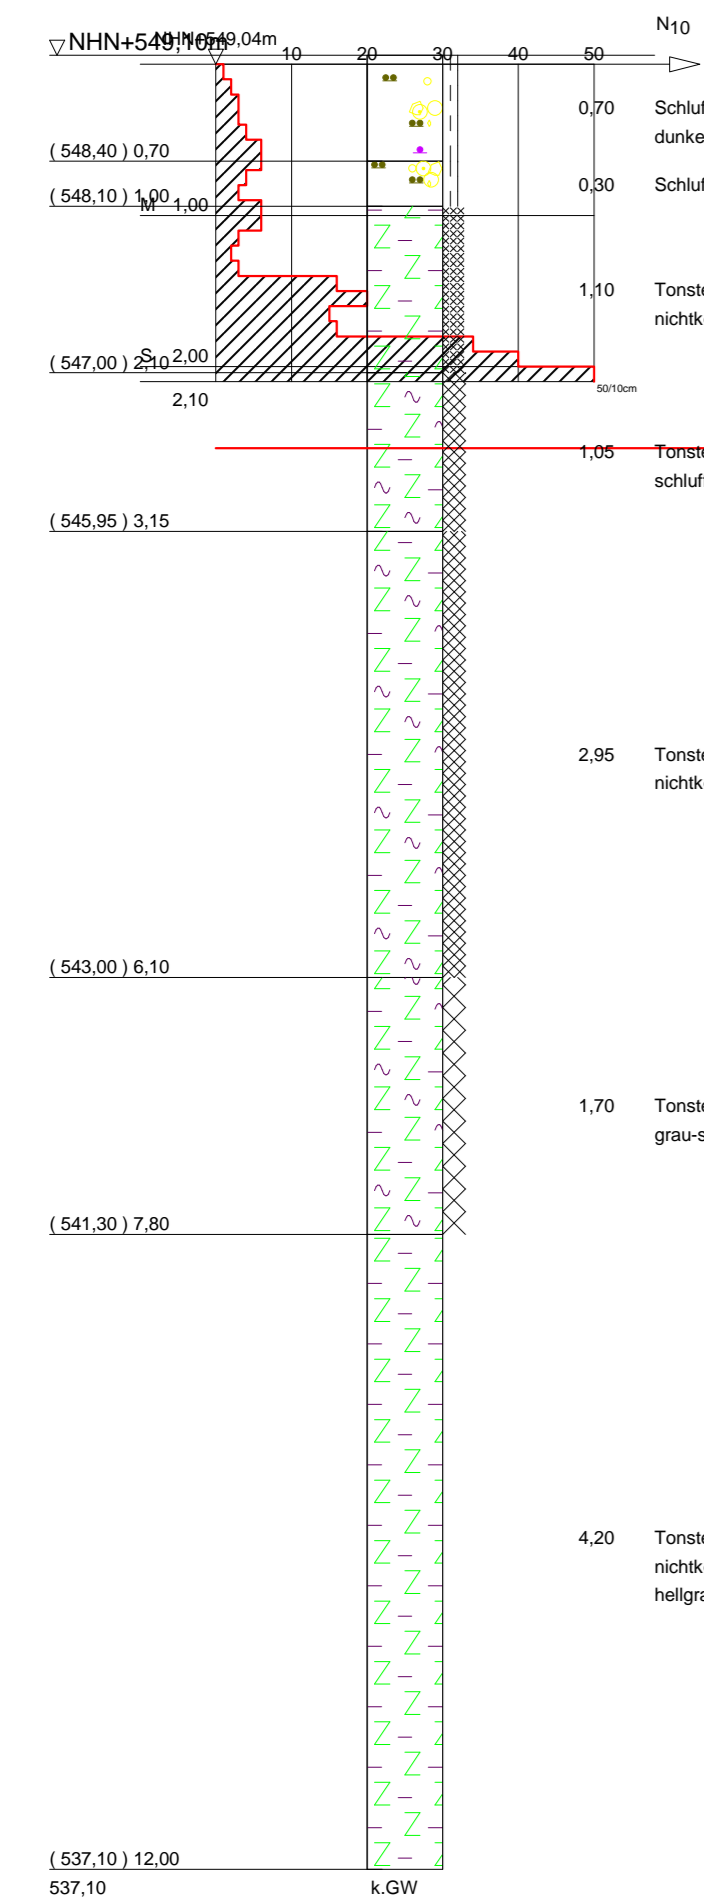 N10
NHN+549,10m
NHN+549,04m
10 20 30 40 50
0,70 Schluf
dunke
( 548,40 ) 0,70
0,30 Schluf
( 548,10 ) 1,00
M 1,00
1,10 Tonste
nichtk
S 2,00
( 547,00 ) 2,10
50/10cm
2,10
1,05 Tonste
schluff
( 545,95 ) 3,15
2,95 Tonste
nichtk
( 543,00 ) 6,10
1,70 Tonste
grau-s
( 541,30 ) 7,80
4,20 Tonste
nichtk
hellgra
( 537,10 ) 12,00
537,10 k.GW